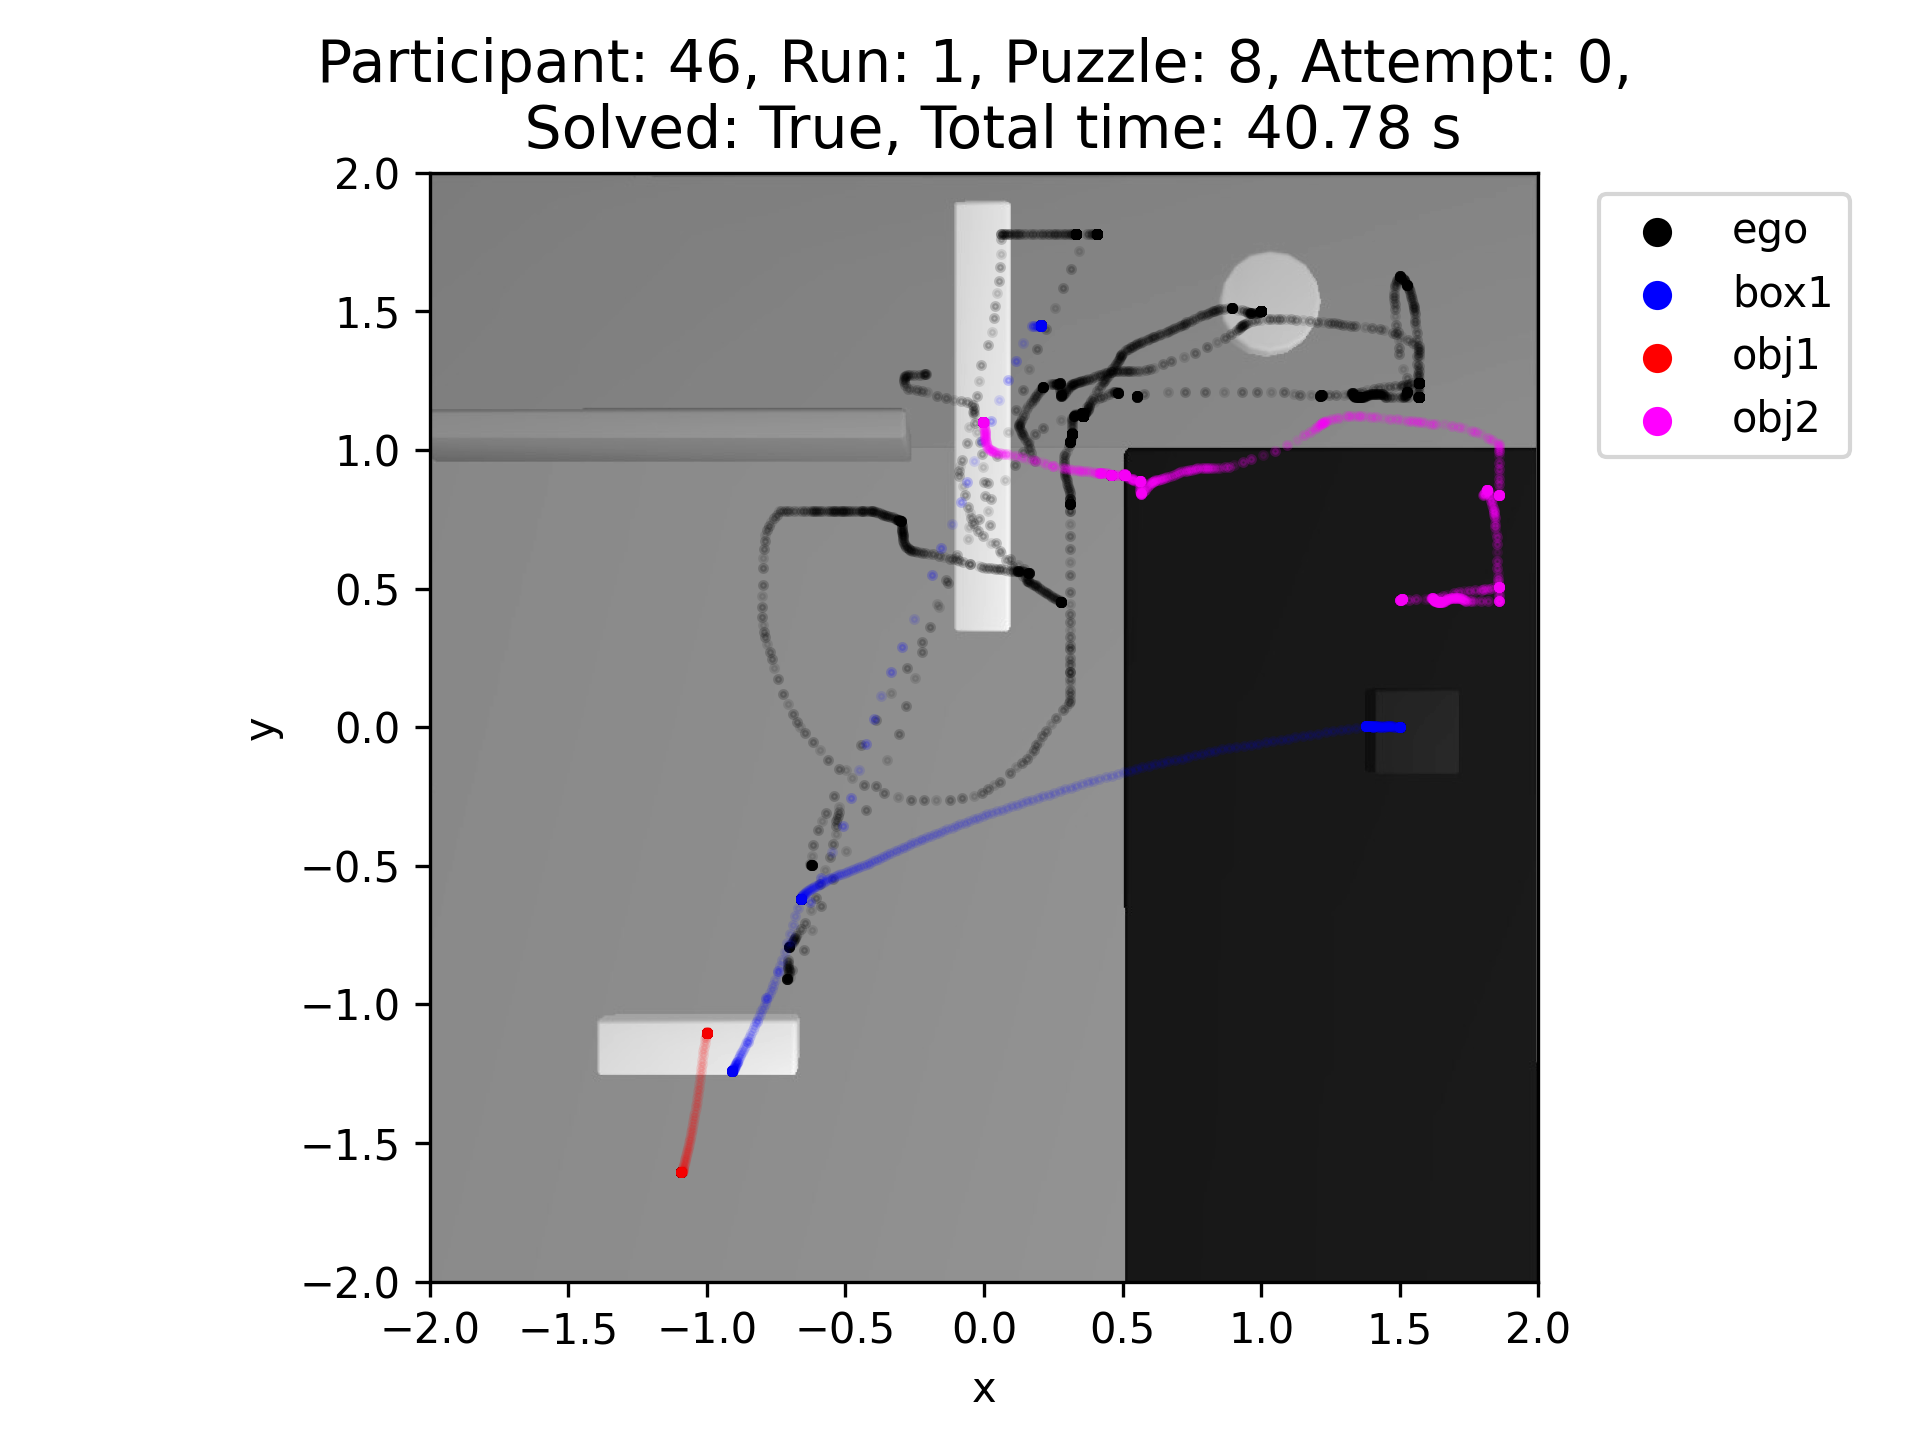 Participant: 46, Run: 1, Puzzle: 8, Attempt: 0,
Solved: True, Total time: 40.78 s
2.0
1.5
1.0
0.5
0.0
−0.5
−1.0
−1.5
−2.0
y
−2.0 −1.5 −1.0 −0.5 0.0 0.5 1.0 1.5 2.0
x
ego
box1
obj1
obj2